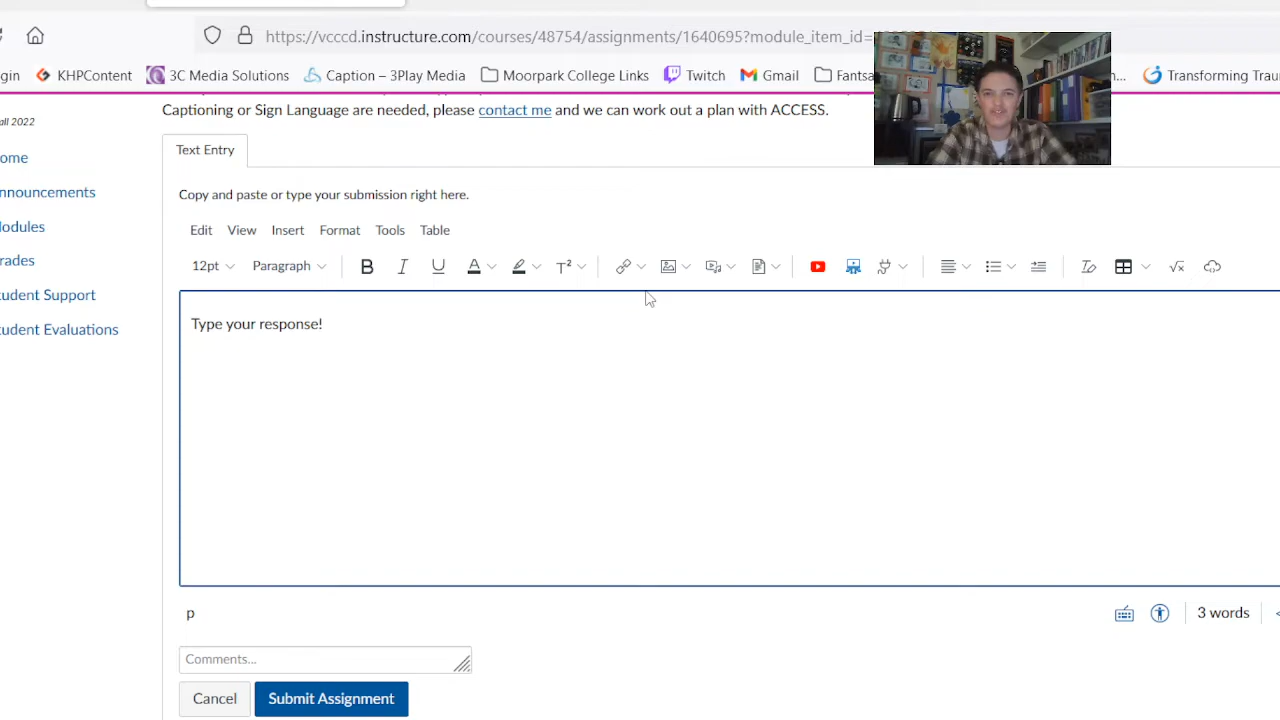 https://vcccd.instructure.com/courses/48754/assignments/1640695?module_item_id=
gin KHPContent 3C Media Solutions Caption – 3Play Media Moorpark College Links Twitch Gmail Fantas ... Transforming Trau
Captioning or Sign Language are needed, please contact me and we can work out a plan with ACCESS.
all 2022
Text Entry
ome
nnouncements
odules
rades
tudent Support
tudent Evaluations
Copy and paste or type your submission right here.
Edit View Insert Format Tools Table
12pt Paragraph B I U A T²
Type your response!
p
3 words
Comments...
Cancel Submit Assignment